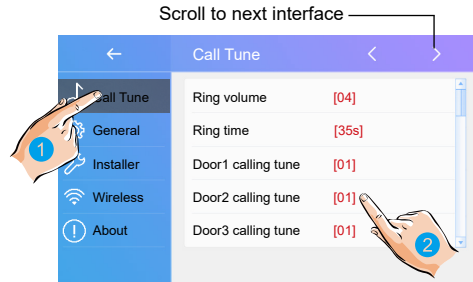 Scroll to next interface
Call Tune
Call Tune
Ring volume [04]
General
Ring time [35s]
Installer
Door1 calling tune [01]
Wireless
Door2 calling tune [01]
About
Door3 calling tune [01]
1
2